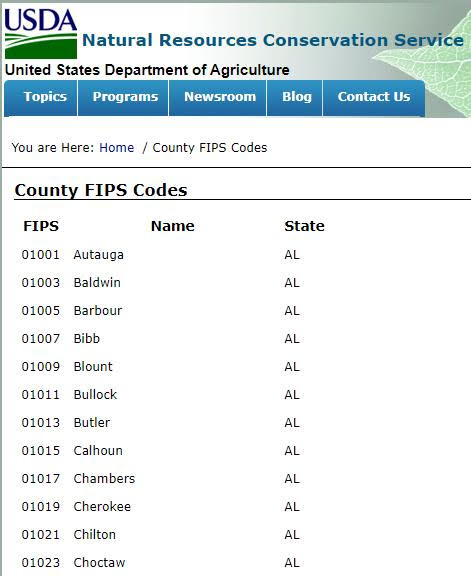 USDA
Natural Resources Conservation Service
United States Department of Agriculture
Topics Programs Newsroom Blog Contact Us
You are Here: Home / County FIPS Codes
County FIPS Codes
FIPS Name State
01001 Autauga AL
01003 Baldwin AL
01005 Barbour AL
01007 Bibb AL
01009 Blount AL
01011 Bullock AL
01013 Butler AL
01015 Calhoun AL
01017 Chambers AL
01019 Cherokee AL
01021 Chilton AL
01023 Choctaw AL